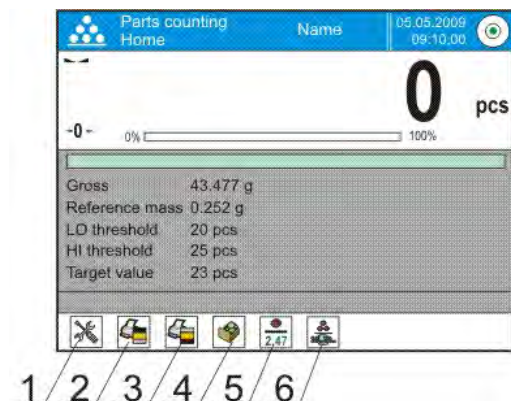 Parts counting
Home
Name
05.05.2009
09:10,00
0 pcs
-0-
0% 100%
Gross 43.477 g
Reference mass 0.252 g
LO threshold 20 pcs
HI threshold 25 pcs
Target value 23 pcs
2,47
1 2 3 4 5 6